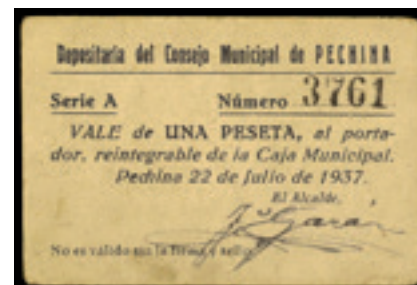 Depositaria del Consejo Municipal de PECHINA
Serie A Número 3761
VALE de UNA PESETA, al porta-
dor, reintegrable de la Caja Municipal.
Pechina 22 de Julio de 1937.
El Alcalde,
No es válido sin la firma y sello